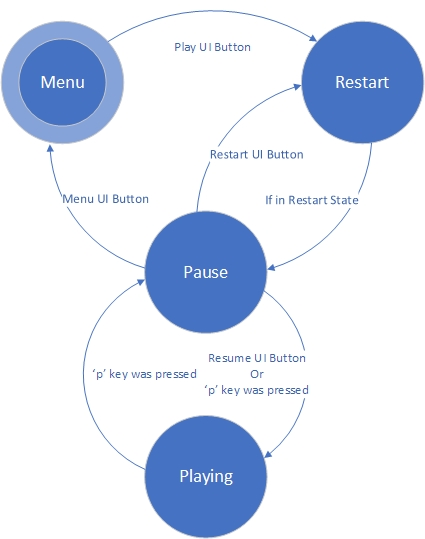 Play UI Button
Menu
Restart
Restart UI Button
Menu UI Button
If in Restart State
Pause
Resume UI Button
Or
‘p’ key was pressed
‘p’ key was pressed
Playing